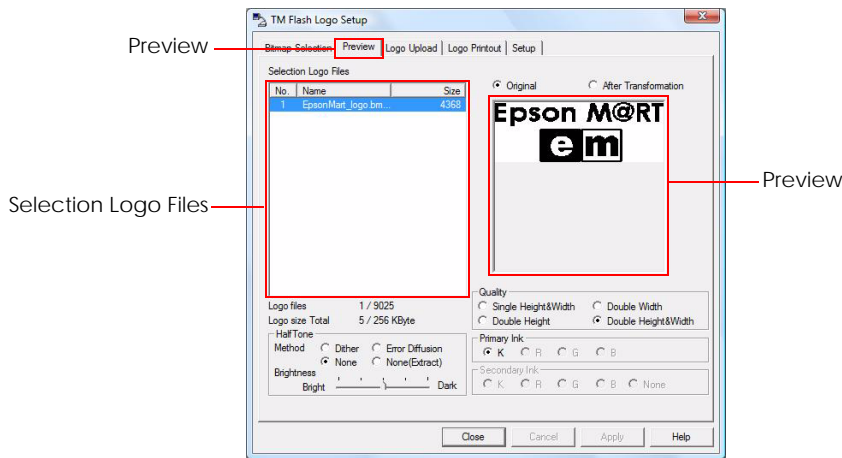 TM Flash Logo Setup
Preview
Bitmap Selection Preview Logo Upload Logo Printout Setup
Selection Logo Files
Original After Transformation
No. Name Size
1 EpsonMart_logo.bm... 4368
Epson M@RT
em
Preview
Selection Logo Files
Quality
Single Height&Width Double Width
Double Height Double Height&Width
Logo files 1 / 9025
Logo size Total 5 / 256 KByte
HalfTone
Method Dither Error Diffusion
None None(Extract)
Brightness
Bright Dark
Primary Ink
K R G B
Secondary Ink
K R G B None
Close Cancel Apply Help